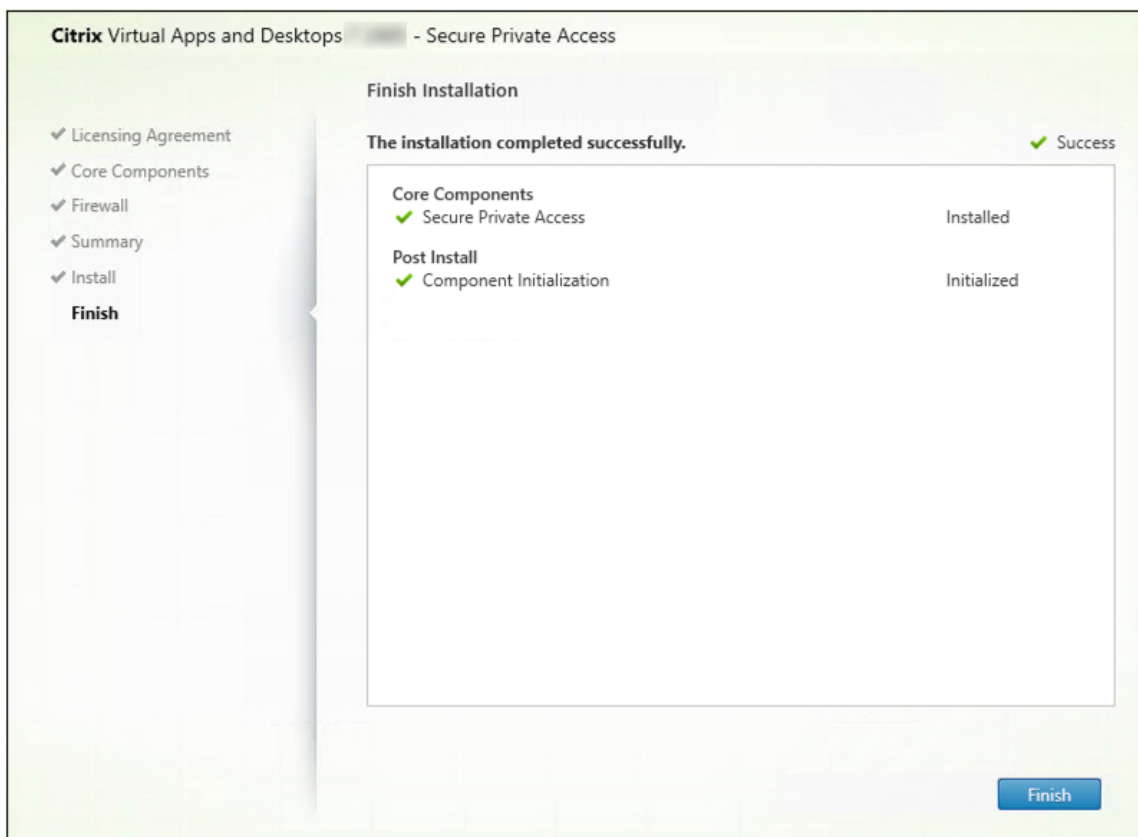 Citrix Virtual Apps and Desktops - Secure Private Access
Finish Installation
Licensing Agreement
Core Components
Firewall
Summary
Install
Finish
The installation completed successfully. Success
Core Components
Secure Private Access Installed
Post Install
Component Initialization Initialized
Finish